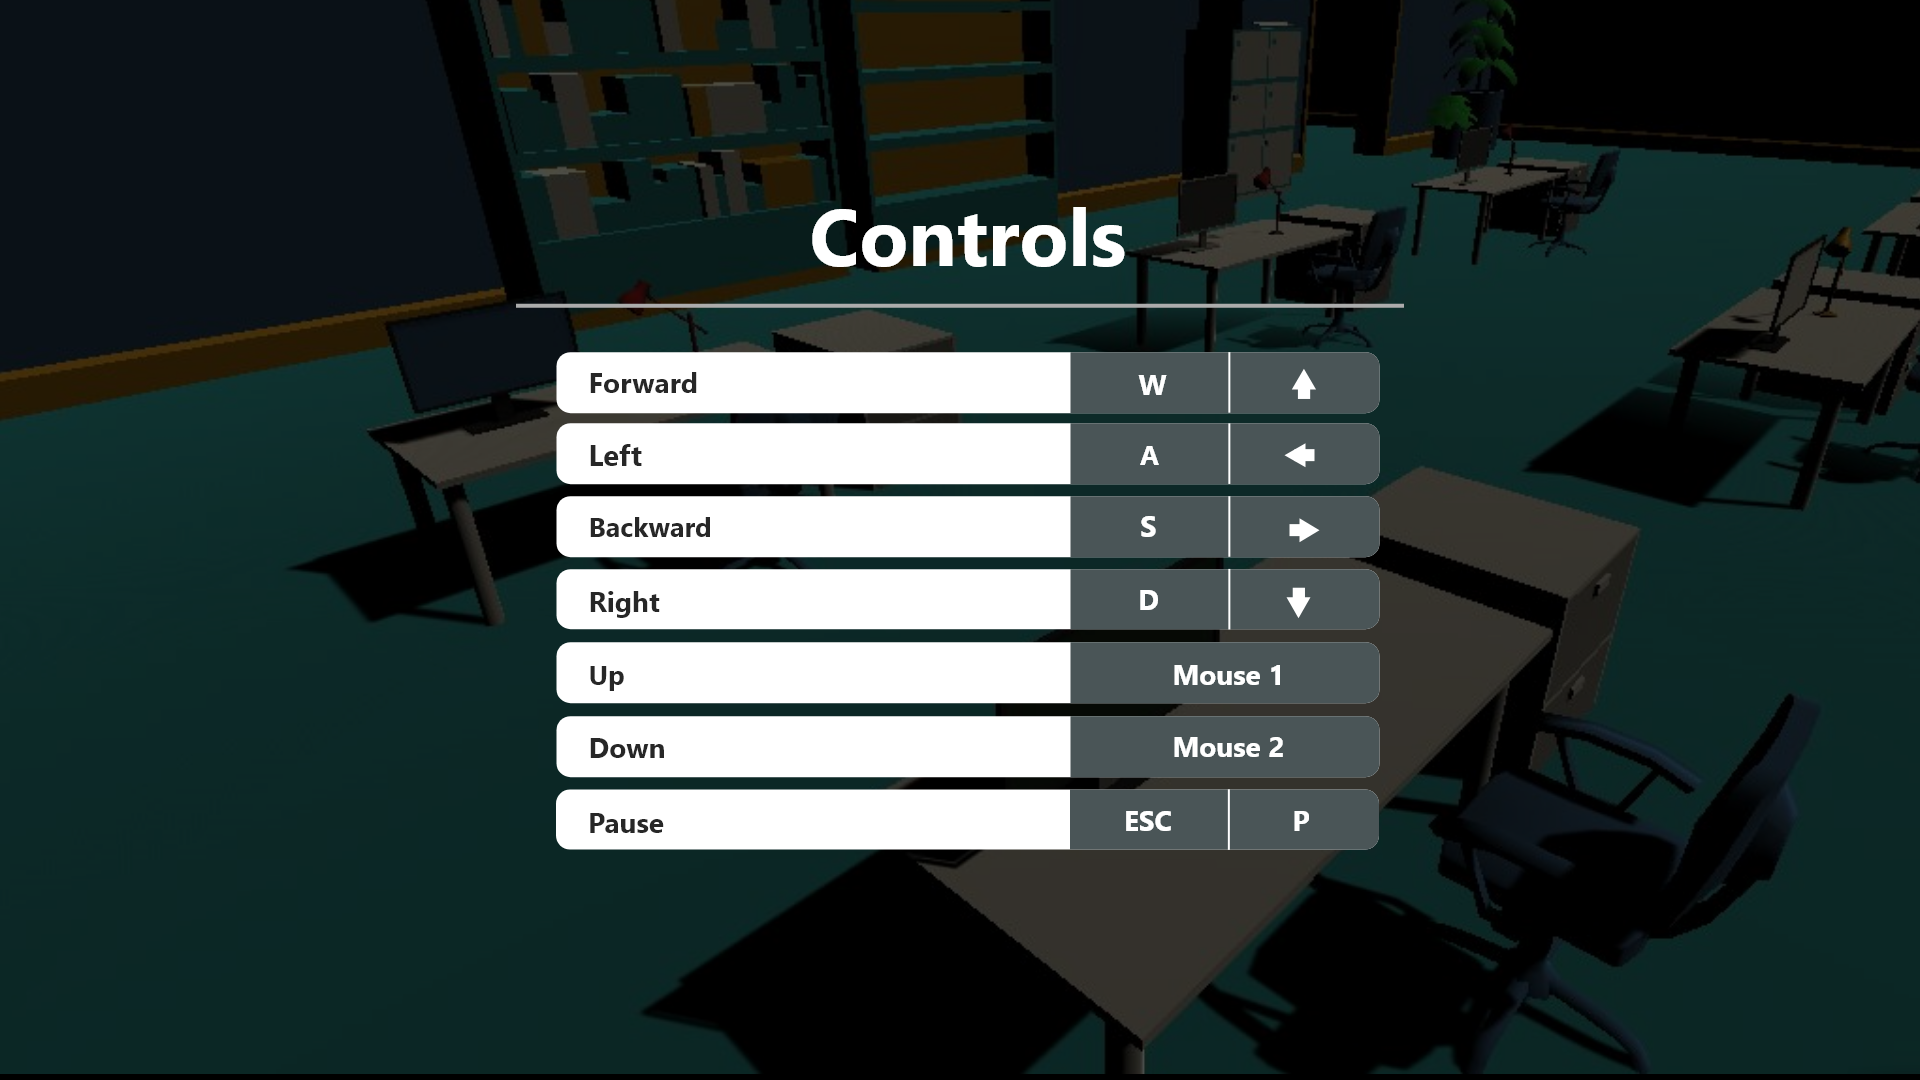 Controls
Forward W ⬆
Left A ⬅
Backward S ➡
Right D ⬇
Up Mouse 1
Down Mouse 2
Pause ESC P